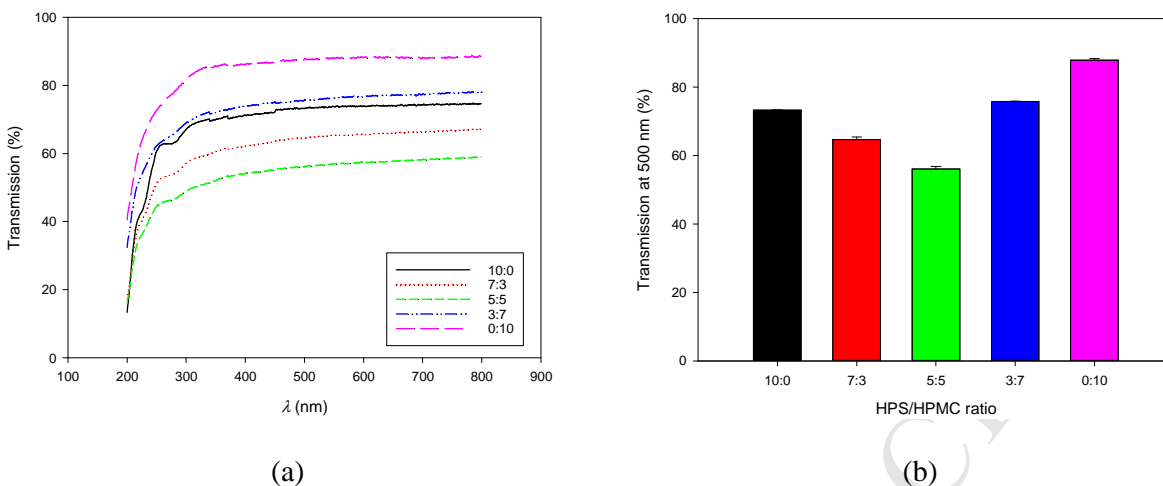 100
80
60
40
20
0
Transmission (%)
100 200 300 400 500 600 700 800 900
λ (nm)
10:0
7:3
5:5
3:7
0:10
(a)
100
80
60
40
20
0
Transmission at 500 nm (%)
10:0 7:3 5:5 3:7 0:10
HPS/HPMC ratio
(b)